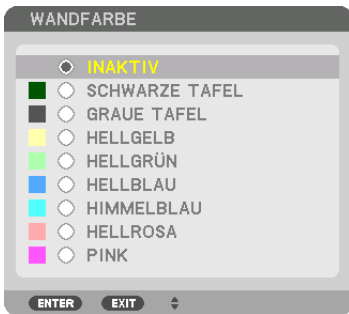 WANDFARBE
INAKTIV
SCHWARZE TAFEL
GRAUE TAFEL
HELLGELB
HELLGRÜN
HELLBLAU
HIMMELBLAU
HELLROSA
PINK
ENTER EXIT